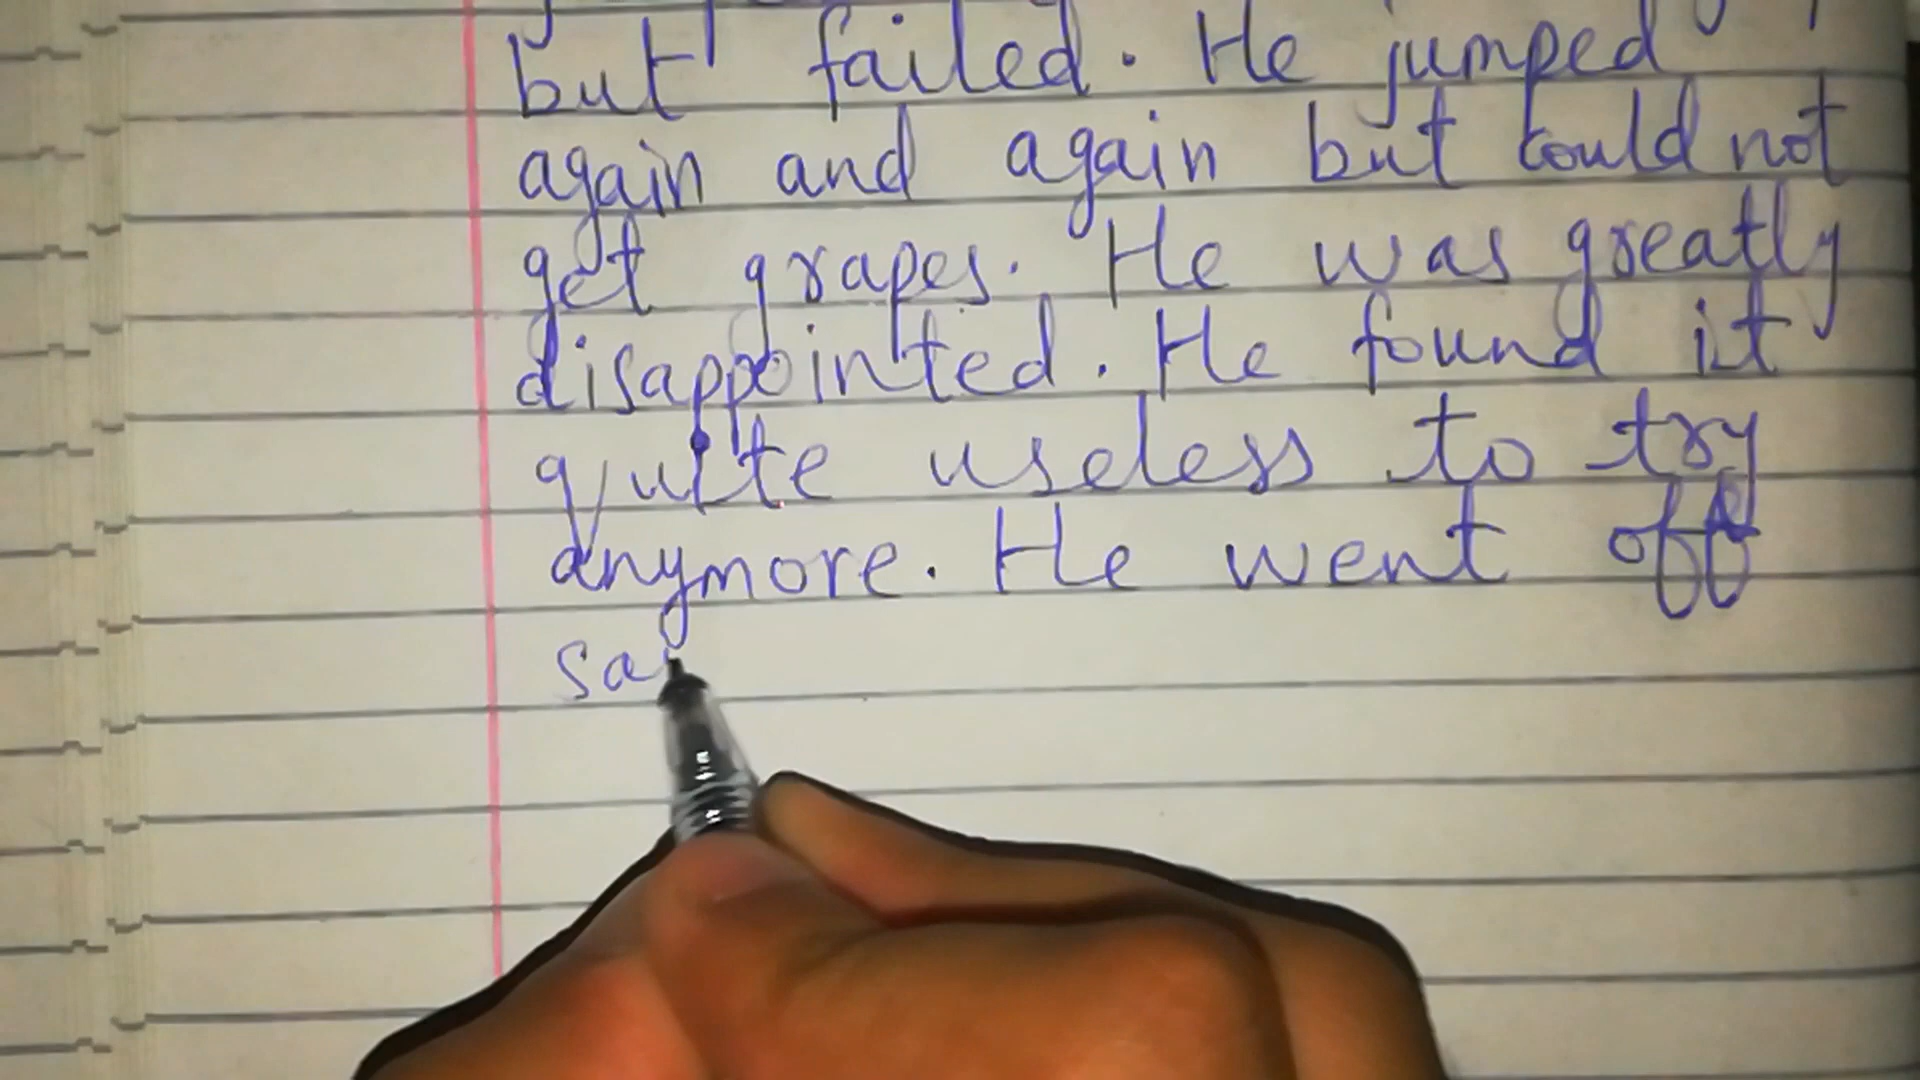 but failed. He jumped
again and again but could not
get grapes. He was greatly
disappointed. He found it
quite useless to try
anymore. He went off
sa